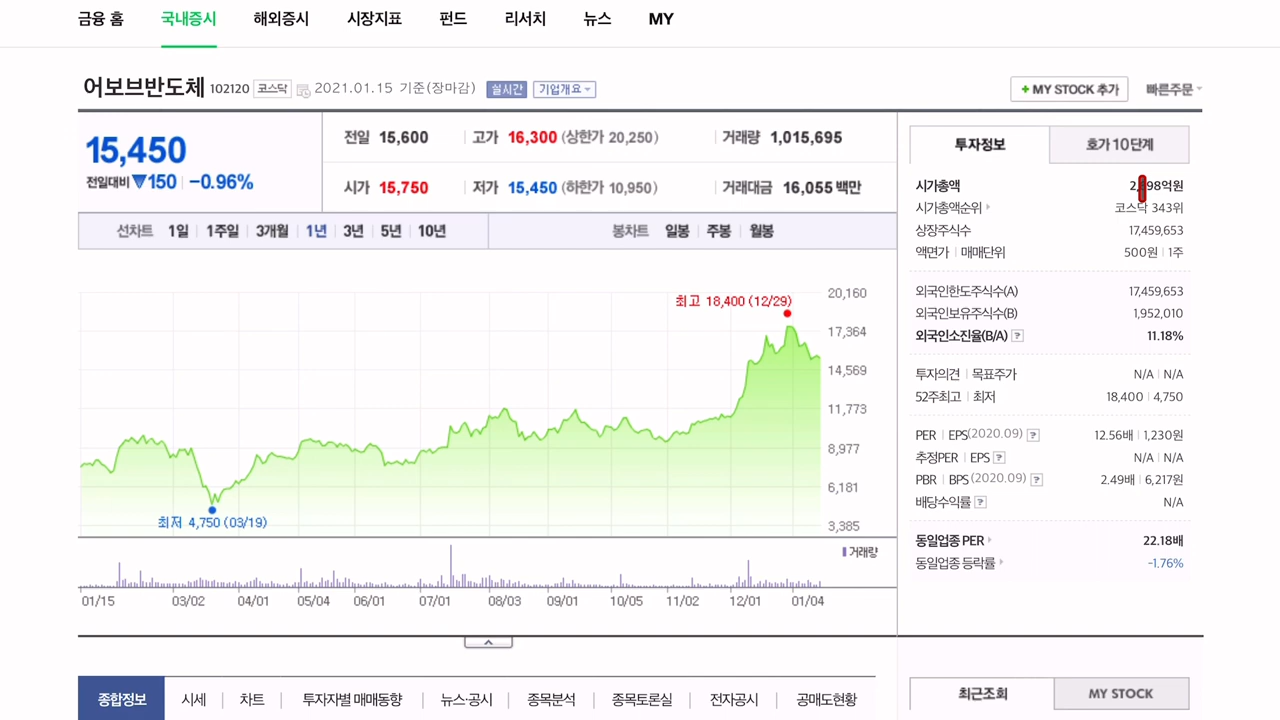 금융 홈 국내증시 해외증시 시장지표 펀드 리서치 뉴스 MY
어보브반도체 102120 코스닥 2021.01.15 기준(장마감) 실시간 기업개요
+ MY STOCK 추가 빠른주문
15,450
전일대비 ▼150 -0.96%
전일 15,600 고가 16,300 (상한가 20,250) 거래량 1,015,695
시가 15,750 저가 15,450 (하한가 10,950) 거래대금 16,055 백만
선차트 1일 1주일 3개월 1년 3년 5년 10년 봉차트 일봉 주봉 월봉
최고 18,400 (12/29)
최저 4,750 (03/19)
20,160
17,364
14,569
11,773
8,977
6,181
3,385
거래량
01/15 03/02 04/01 05/04 06/01 07/01 08/03 09/01 10/05 11/02 12/01 01/04
투자정보 호가 10단계
시가총액
시가총액순위 코스닥 343위
상장주식수 17,459,653
액면가 매매단위 500원 1주
외국인한도주식수(A) 17,459,653
외국인보유주식수(B) 1,952,010
외국인소진율(B/A) ? 11.18%
투자의견 목표주가 N/A N/A
52주최고 최저 18,400 4,750
PER EPS(2020.09) ? 12.56배 1,230원
추정PER EPS ? N/A N/A
PBR BPS (2020.09) ? 2.49배 6,217원
배당수익률 ? N/A
동일업종 PER 22.18배
동일업종 등락률 -1.76%
종합정보 시세 차트 투자자별 매매동향 뉴스·공시 종목분석 종목토론실 전자공시 공매도현황
최근조회 MY STOCK